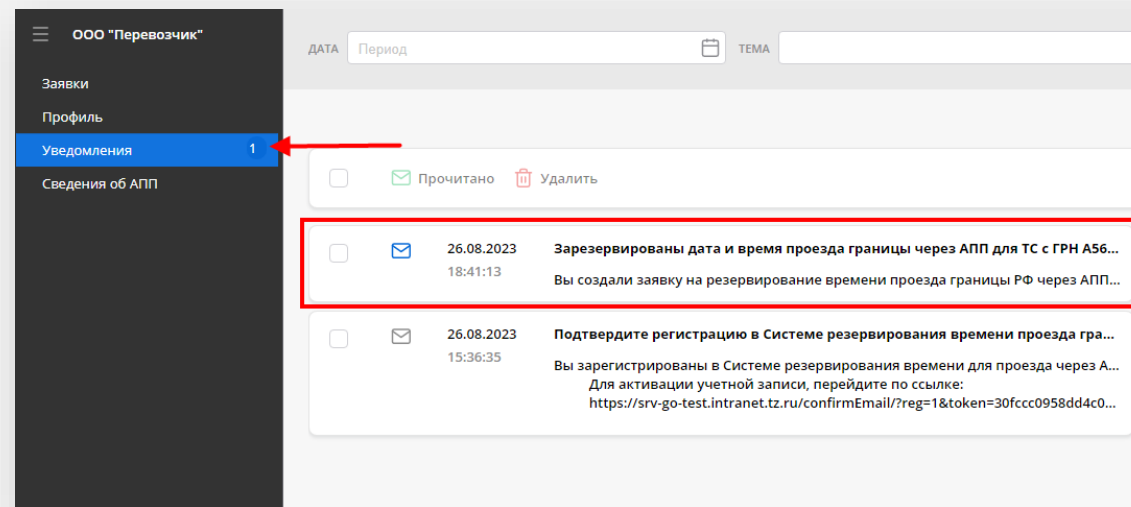 ООО "Перевозчик"
Заявки
Профиль
Уведомления 1
Сведения об АПП
ДАТА Период ТЕМА
Прочитано Удалить
26.08.2023 Зарезервированы дата и время проезда границы через АПП для ТС с ГРН А56...
18:41:13 Вы создали заявку на резервирование времени проезда границы РФ через АПП...
26.08.2023 Подтвердите регистрацию в Системе резервирования времени проезда гра...
15:36:35 Вы зарегистрированы в Системе резервирования времени для проезда через А...
Для активации учетной записи, перейдите по ссылке:
https://srv-go-test.intranet.tz.ru/confirmEmail/?reg=1&token=30fccc0958dd4c0...